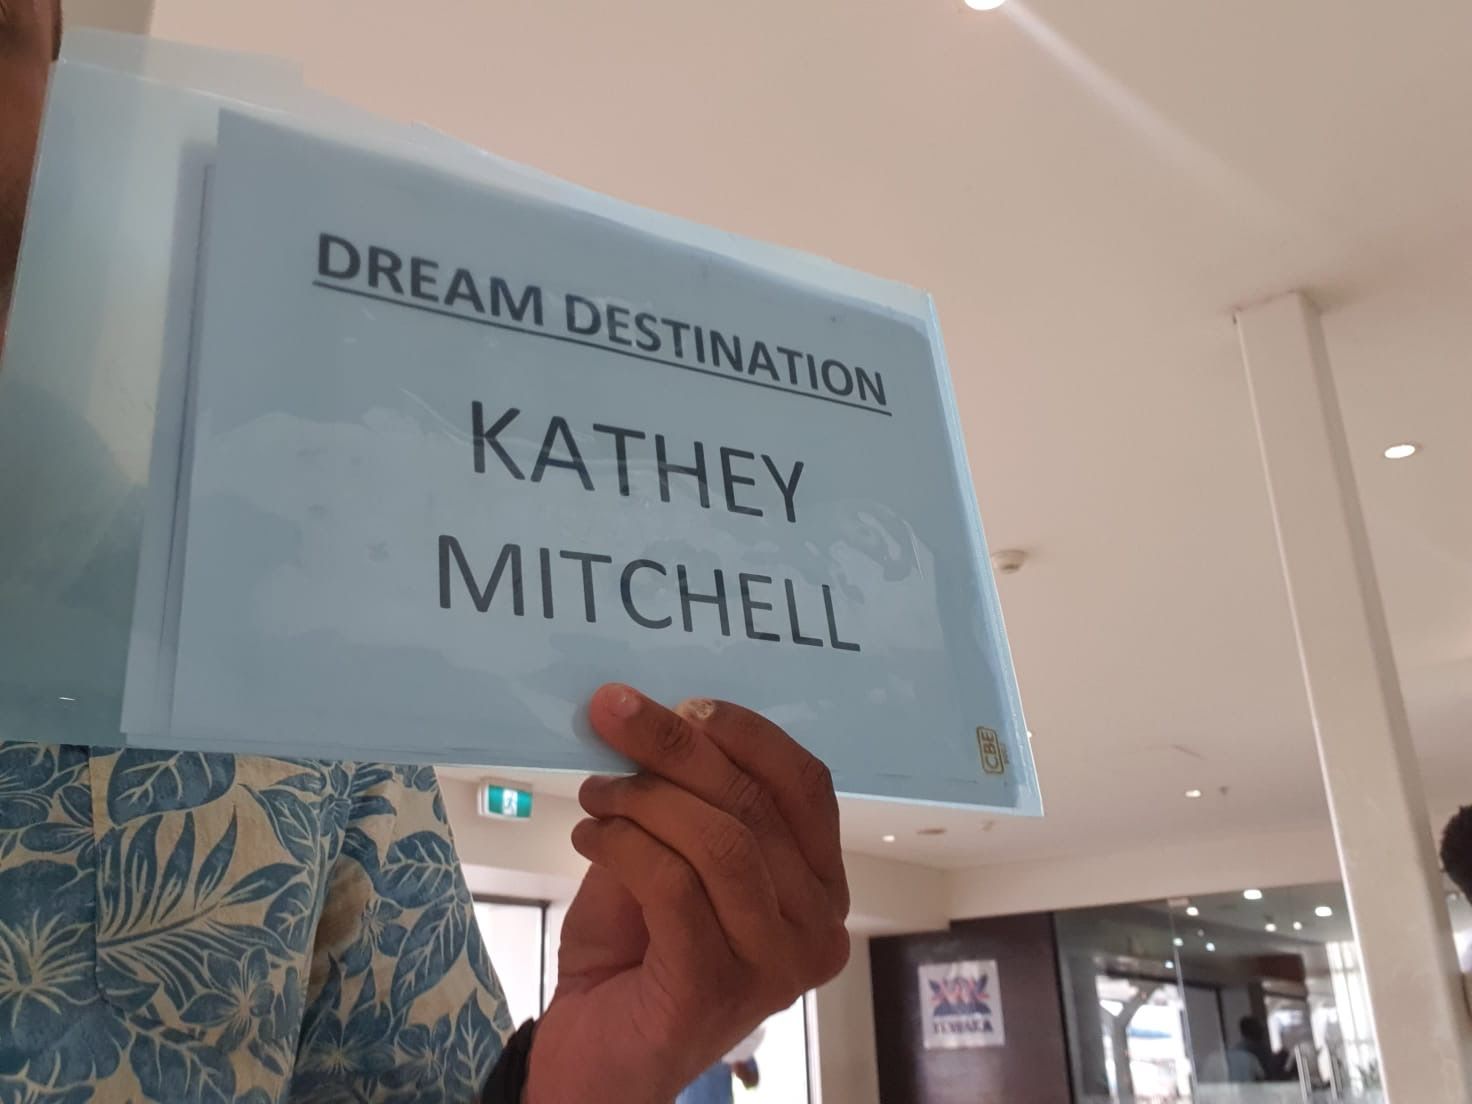 DREAM DESTINATION
KATHEY
MITCHELL
CBE